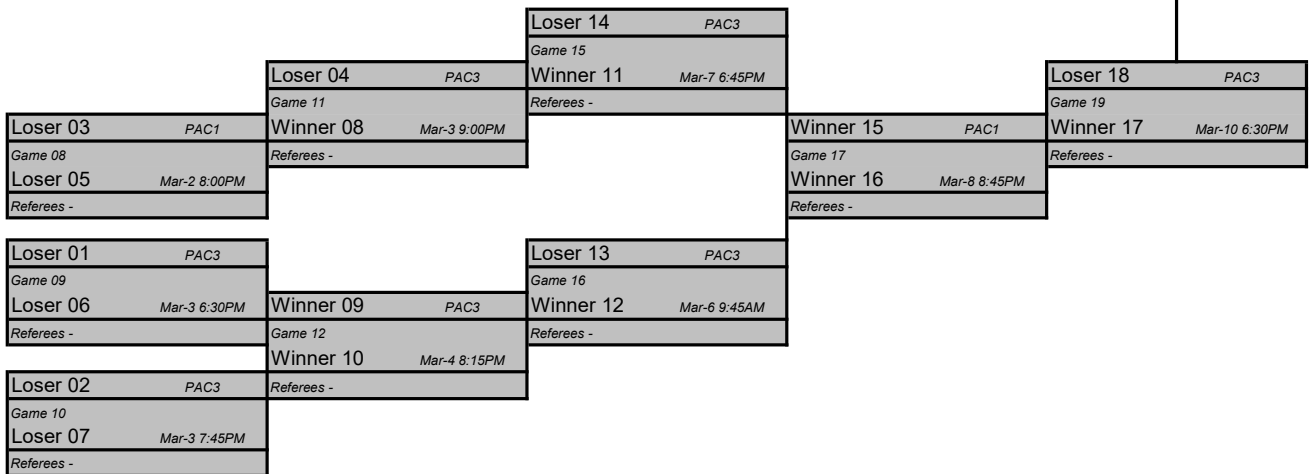 Loser 14 PAC3
Game 15
Winner 11 Mar-7 6:45PM
Referees -
Loser 04 PAC3
Game 11
Winner 08 Mar-3 9:00PM
Referees -
Loser 18 PAC3
Game 19
Winner 17 Mar-10 6:30PM
Referees -
Loser 03 PAC1
Game 08
Loser 05 Mar-2 8:00PM
Referees -
Winner 15 PAC1
Game 17
Winner 16 Mar-8 8:45PM
Referees -
Loser 01 PAC3
Game 09
Loser 06 Mar-3 6:30PM
Referees -
Loser 13 PAC3
Game 16
Winner 12 Mar-6 9:45AM
Referees -
Winner 09 PAC3
Game 12
Winner 10 Mar-4 8:15PM
Referees -
Loser 02 PAC3
Game 10
Loser 07 Mar-3 7:45PM
Referees -